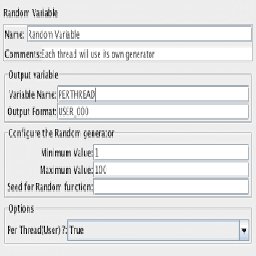 Random Variable
Name: Random Variable
Comments: Each thread will use its own generator
Output variable
Variable Name: PERTHREAD
Output Format: USER_000
Configure the Random generator
Minimum Value: 1
Maximum Value: 100
Seed for Random function:
Options
Per Thread(User) ?: True